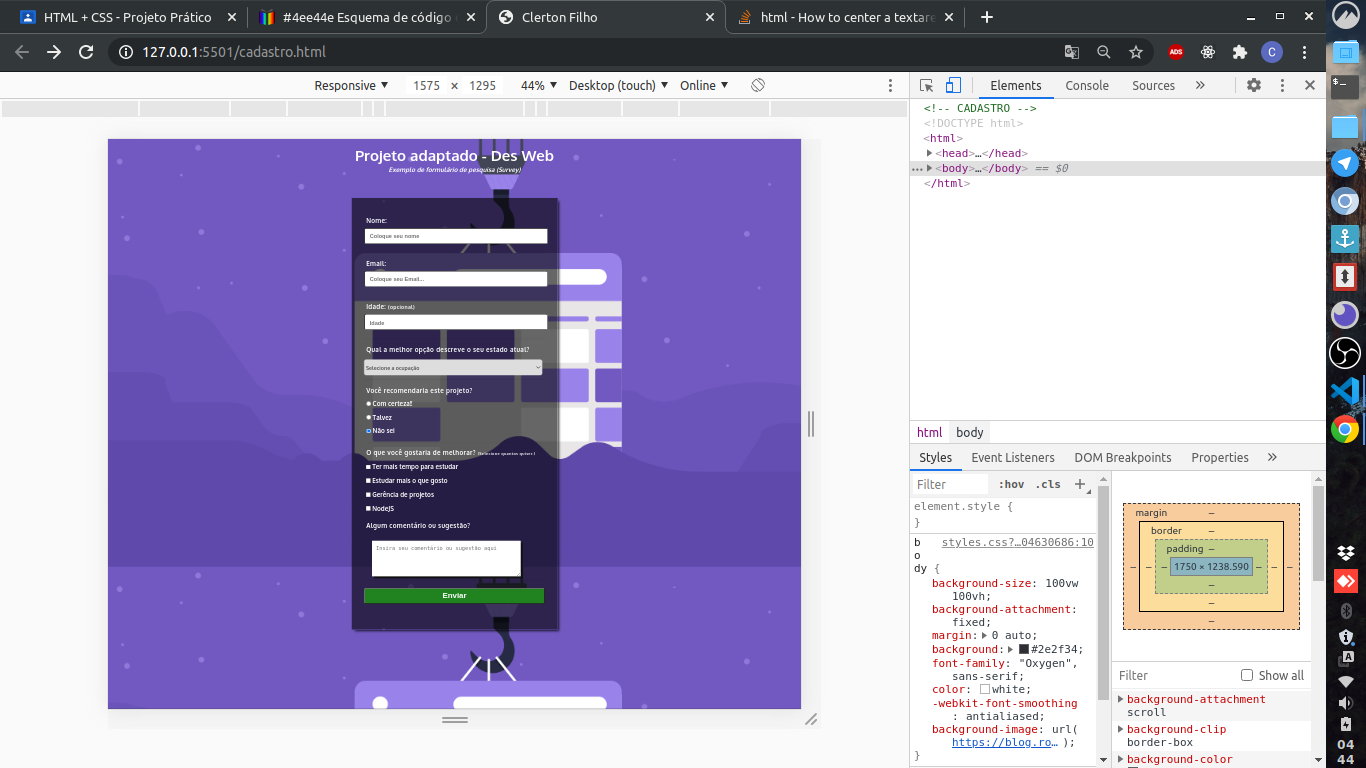 HTML + CSS - Projeto Prático
#4ee44e Esquema de código
Clerton Filho
html - How to center a textare
127.0.0.1:5501/cadastro.html
ADS
C
Responsive
1575 × 1295
44%
Desktop (touch)
Online
Elements
Console
Sources
<!-- CADASTRO -->
<!DOCTYPE html>
<html>
<head>…</head>
<body>…</body> == $0
</html>
Projeto adaptado - Des Web
Exemplo de formulário de pesquisa (Survey)
Nome:
Coloque seu nome
Email:
Coloque seu Email...
Idade: (opcional)
Idade
Qual a melhor opção descreve o seu estado atual?
Selecione a ocupação
Você recomendaria este projeto?
Com certeza!
Talvez
Não sei
O que você gostaria de melhorar?
Ter mais tempo para estudar
Estudar mais o que gosto
Gerência de projetos
NodeJS
Algum comentário ou sugestão?
Insira seu comentário ou sugestão aqui
Enviar
html
body
Styles
Event Listeners
DOM Breakpoints
Properties
Filter
:hov
.cls
element.style {
}
body {
styles.css?…04630686:10
background-size: 100vw
100vh;
background-attachment:
fixed;
margin: 0 auto;
background: #2e2f34;
font-family: "Oxygen",
sans-serif;
color: white;
-webkit-font-smoothing
: antialiased;
background-image: url(
https://blog.ro… );
}
margin –
border –
padding –
1750 × 1238.590
Filter
Show all
background-attachment
scroll
background-clip
border-box
background-color
04
44